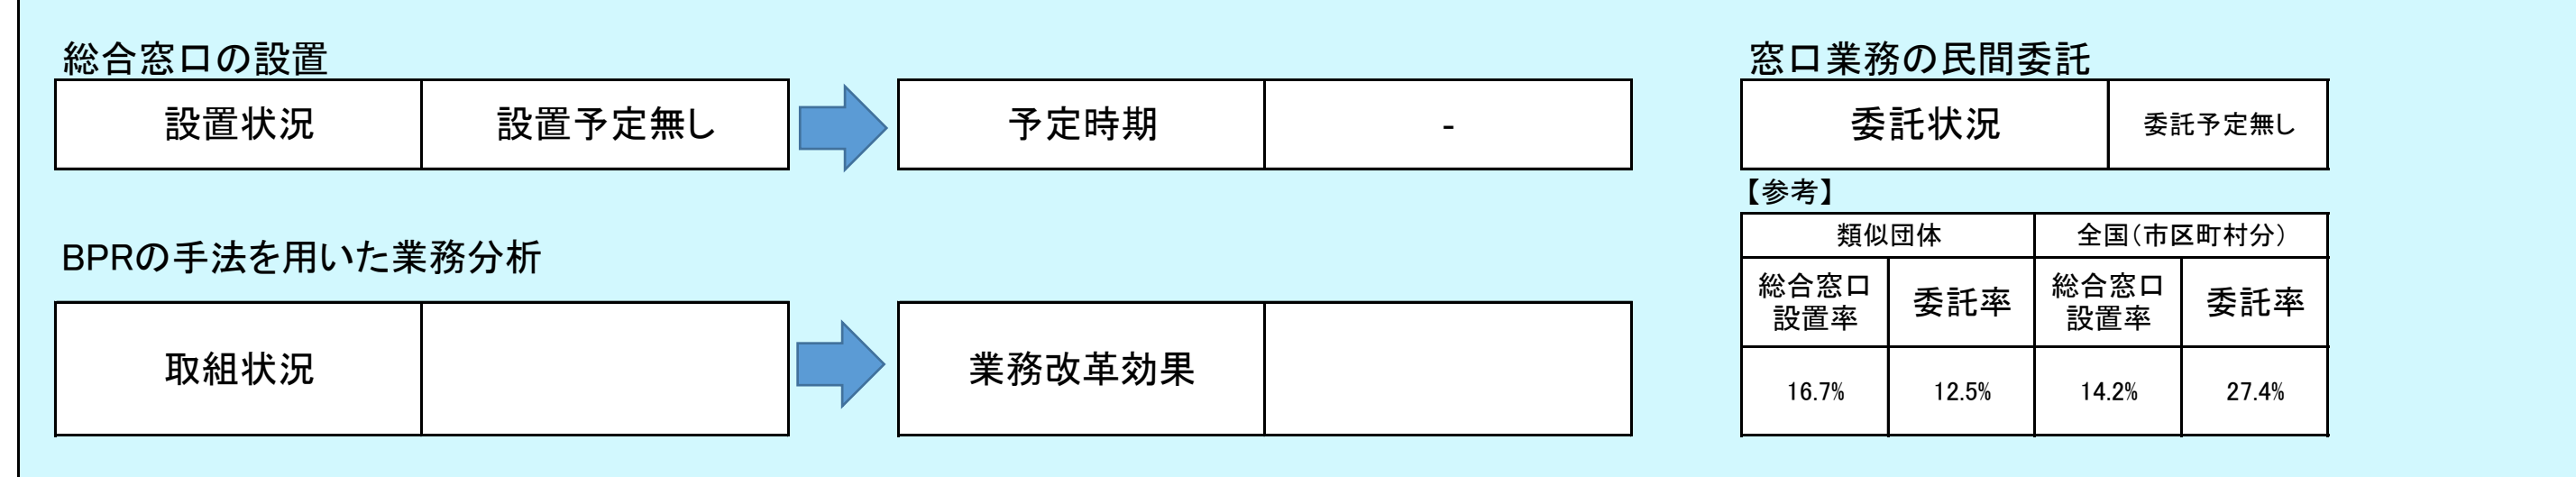 総合窓口の設置
設置状況 設置予定無し 予定時期 -
BPRの手法を用いた業務分析
取組状況 業務改革効果
窓口業務の民間委託
委託状況 委託予定無し
【参考】
類似団体 全国(市区町村分)
総合窓口
設置率
委託率
総合窓口
設置率
委託率
16.7% 12.5% 14.2% 27.4%